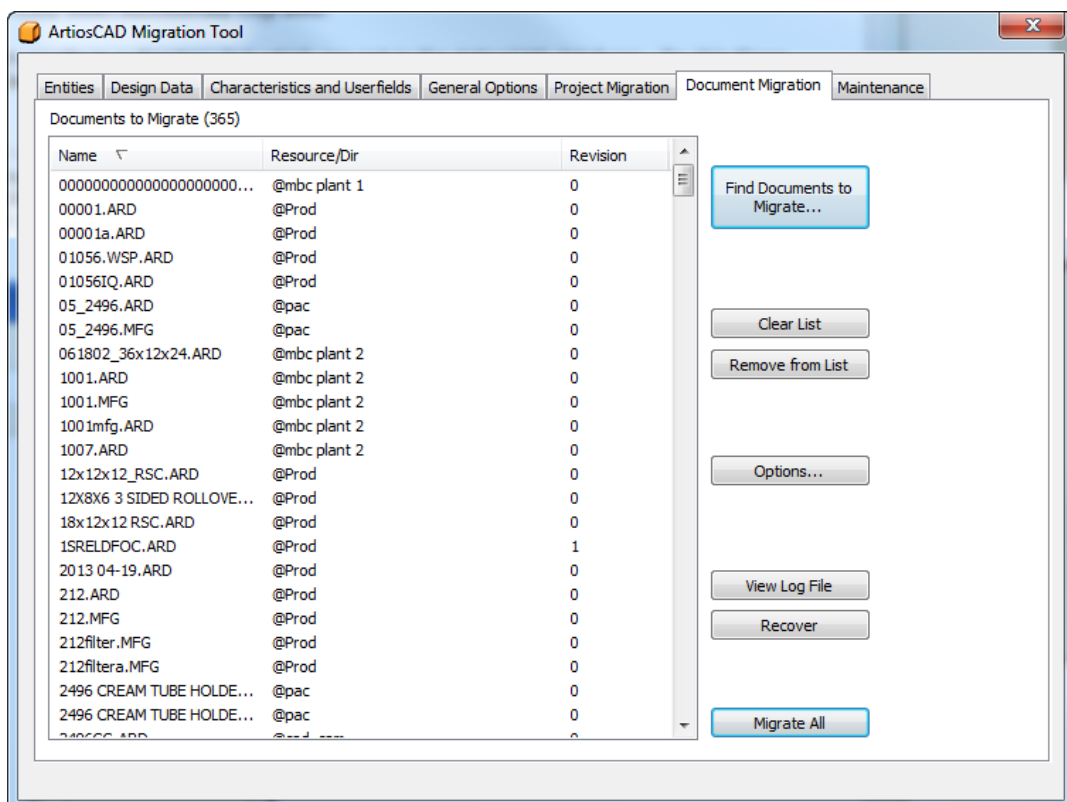 ArtiosCAD Migration Tool
Entities Design Data Characteristics and Userfields General Options Project Migration Document Migration Maintenance
Documents to Migrate (365)
Name Resource/Dir Revision
000000000000000000000... @mbc plant 1 0
00001.ARD @Prod 0
00001a.ARD @Prod 0
01056.WSP.ARD @Prod 0
01056IQ.ARD @Prod 0
05_2496.ARD @pac 0
05_2496.MFG @pac 0
061802_36x12x24.ARD @mbc plant 2 0
1001.ARD @mbc plant 2 0
1001.MFG @mbc plant 2 0
1001mfg.ARD @mbc plant 2 0
1007.ARD @mbc plant 2 0
12x12x12_RSC.ARD @Prod 0
12X8X6 3 SIDED ROLLOVE... @Prod 0
18x12x12 RSC.ARD @Prod 0
1SRELDFOC.ARD @Prod 1
2013 04-19.ARD @Prod 0
212.ARD @Prod 0
212.MFG @Prod 0
212filter.MFG @Prod 0
212filtera.MFG @Prod 0
2496 CREAM TUBE HOLDE... @pac 0
2496 CREAM TUBE HOLDE... @pac 0
Find Documents to
Migrate...
Clear List
Remove from List
Options...
View Log File
Recover
Migrate All